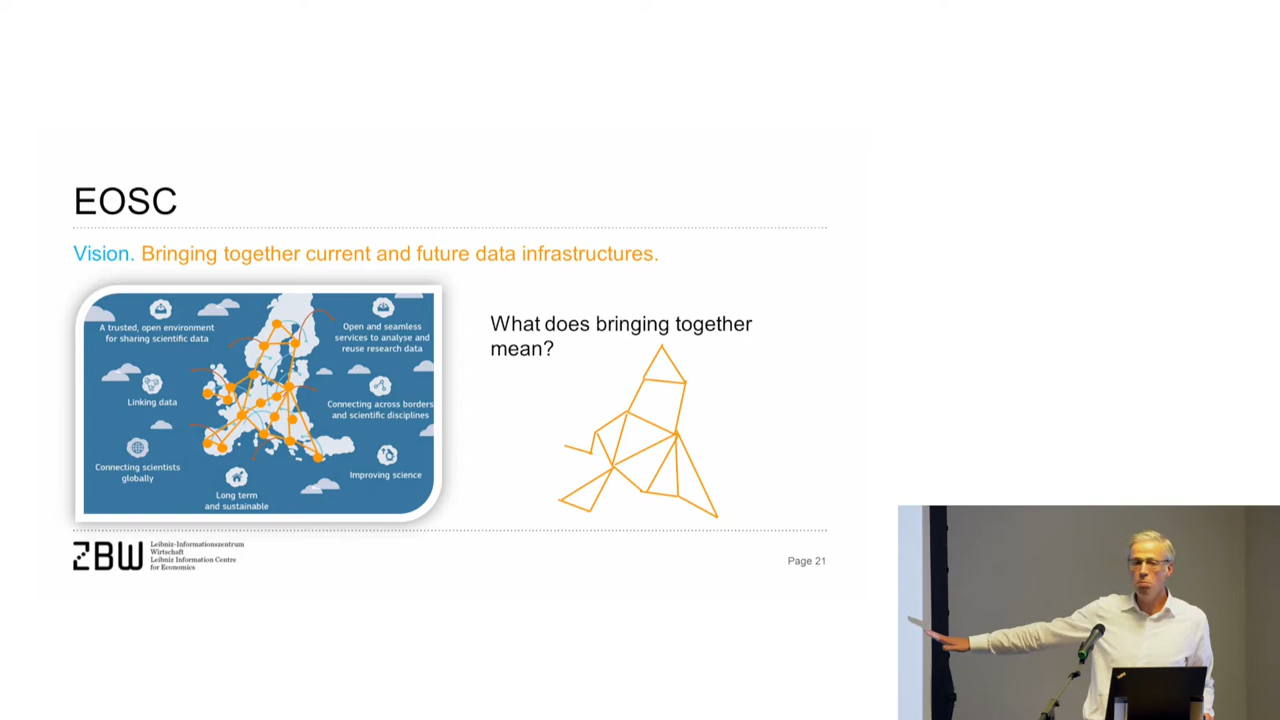 EOSC
Vision. Bringing together current and future data infrastructures.
A trusted, open environment
for sharing scientific data
Open and seamless
services to analyse and
reuse research data
Linking data
Connecting across borders
and scientific disciplines
Connecting scientists
globally
Improving science
Long term
and sustainable
What does bringing together
mean?
ZBW
Leibniz-Informationszentrum
Wirtschaft
Leibniz Information Centre
for Economics
Page 21